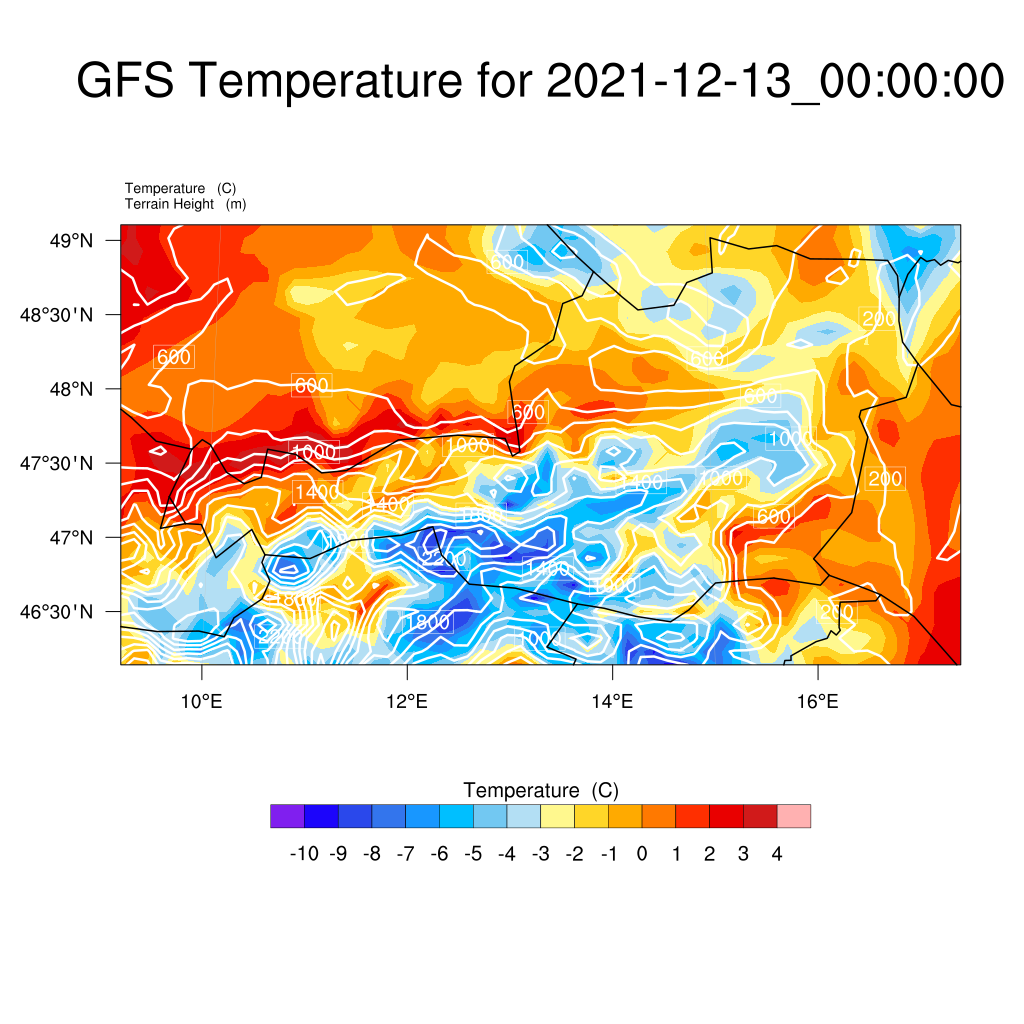 GFS Temperature for 2021-12-13_00:00:00
Temperature (C)
Terrain Height (m)
49°N
48°30'N
48°N
47°30'N
47°N
46°30'N
600
200
600
600
600
600
600
1000
1000
1000
1400
1000
200
1400
1400
600
1400
1800
200
1800
10°E
12°E
14°E
16°E
Temperature (C)
-10 -9 -8 -7 -6 -5 -4 -3 -2 -1 0 1 2 3 4